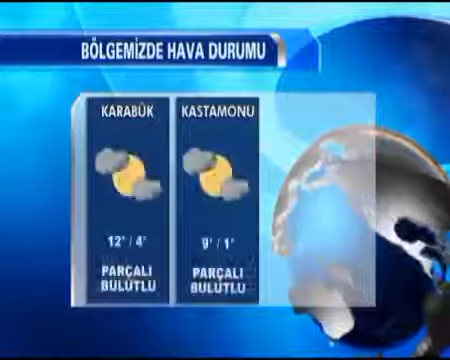 BÖLGEMİZDE HAVA DURUMU
KARABÜK
12° / 4°
PARÇALI
BULUTLU
KASTAMONU
9° / 1°
PARÇALI
BULUTLU